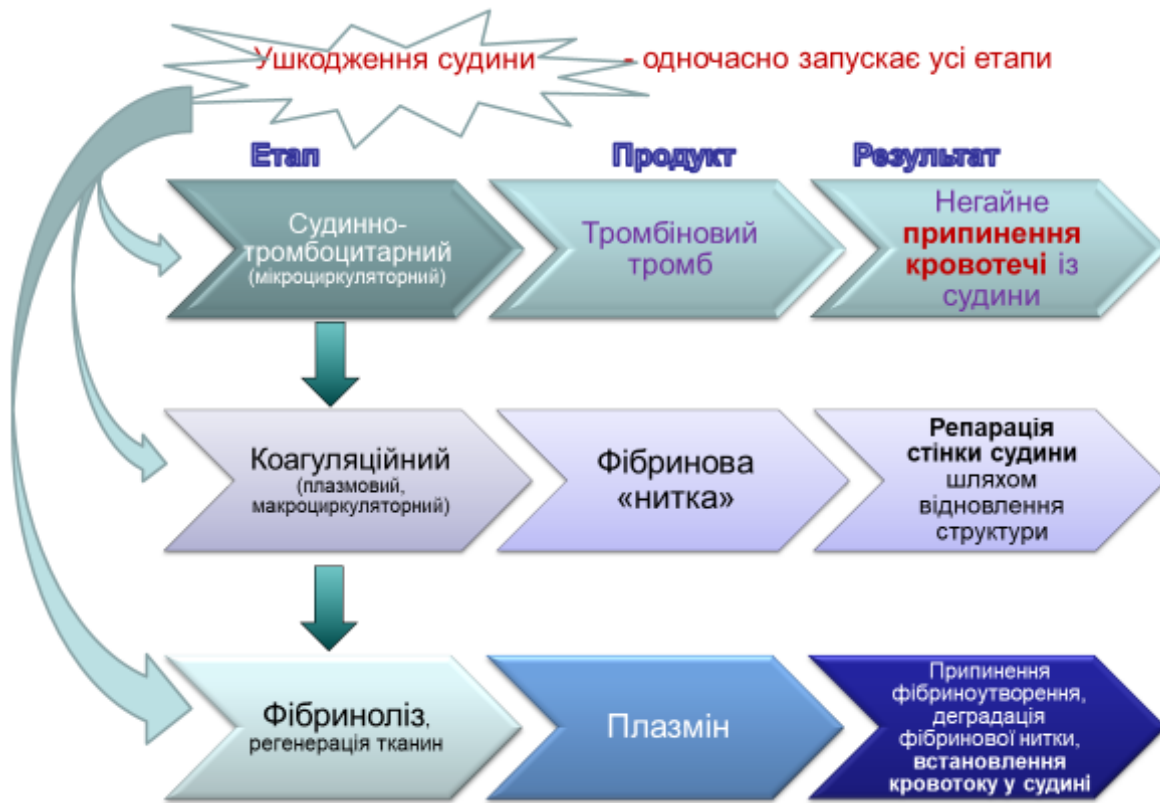 Ушкодження судини - одночасно запускає усі етапи
Етап
Продукт
Результат
Судинно-
тромбоцитарний
(мікроциркуляторний)
Тромбіновий
тромб
Негайне
припинення
кровотечі із
судини
Коагуляційний
(плазмовий,
макроциркуляторний)
Фібринова
«нитка»
Репарація
стінки судини
шляхом
відновлення
структури
Фібриноліз,
регенерація тканин
Плазмін
Припинення
фібриноутворення,
деградація
фібринової нитки,
встановлення
кровотоку у судині